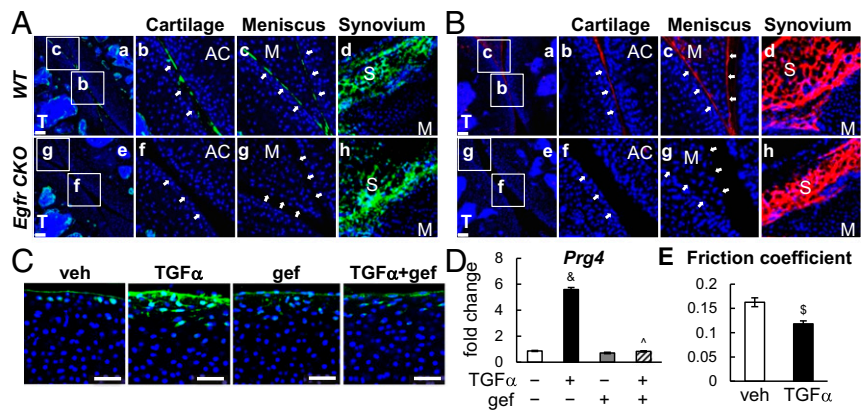 A Cartilage Meniscus Synovium
WT
c a b AC c M d
b S
T M
Egfr CKO
g e f AC g M h
f S
T M
B Cartilage Meniscus Synovium
c a b AC c M d
b S
T M
g e f AC g M h
f S
T M
C veh TGFα gef TGFα+gef
D Prg4
fold change
8
6
4
2
0
&
^
TGFα − + − +
gef − − + +
E Friction coefficient
0.2
0.15
0.1
0.05
0
$
veh TGFα